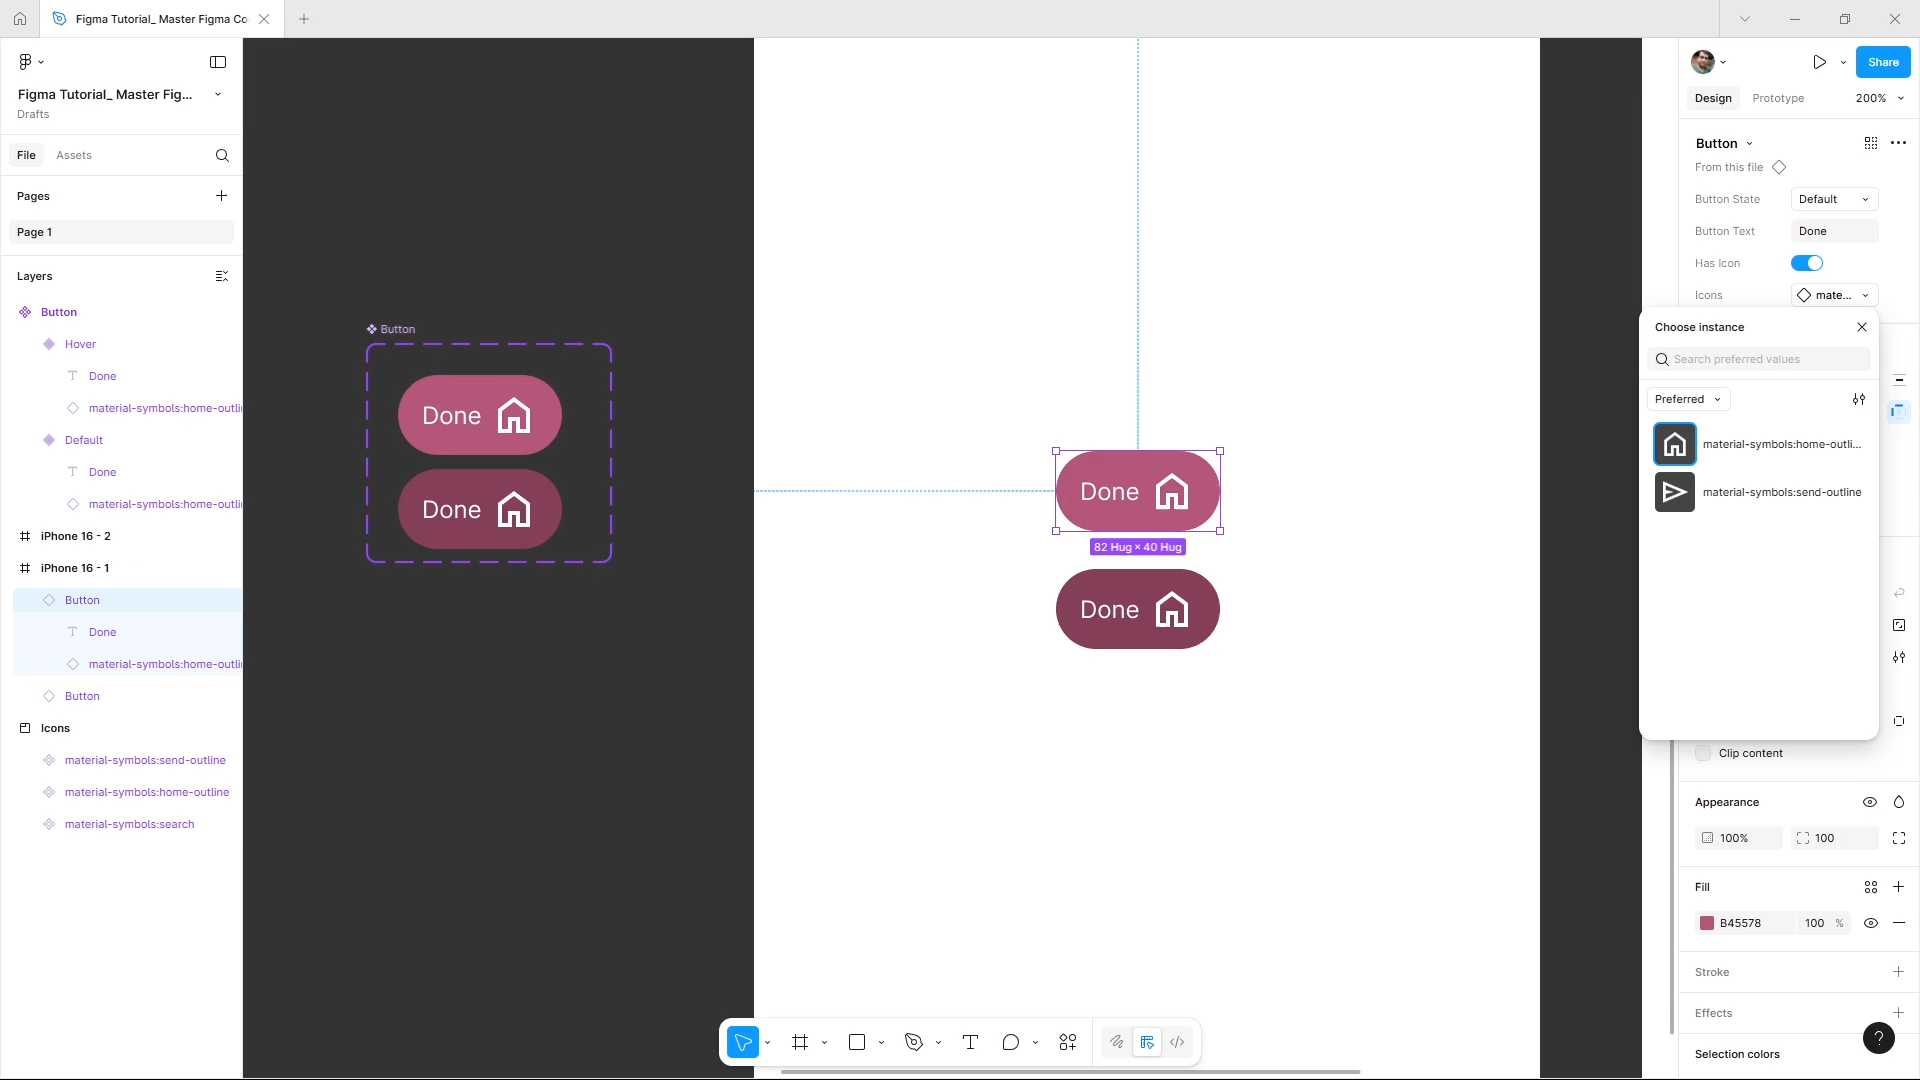 Figma Tutorial_ Master Figma Co
Figma Tutorial_ Master Fig...
Drafts
File
Assets
Pages
Page 1
Layers
Button
Hover
Done
material-symbols:home-outli
Default
Done
material-symbols:home-outli
iPhone 16 - 2
iPhone 16 - 1
Button
Done
material-symbols:home-outli
Button
Icons
material-symbols:send-outline
material-symbols:home-outline
material-symbols:search
Button
Done
Done
Done
82 Hug × 40 Hug
Done
Share
Design
Prototype
200%
Button
From this file
Button State
Default
Button Text
Done
Has Icon
Icons
mate...
Choose instance
Search preferred values
Preferred
material-symbols:home-outli...
material-symbols:send-outline
Clip content
Appearance
100%
100
Fill
B45578
100
%
Stroke
Effects
?
Selection colors